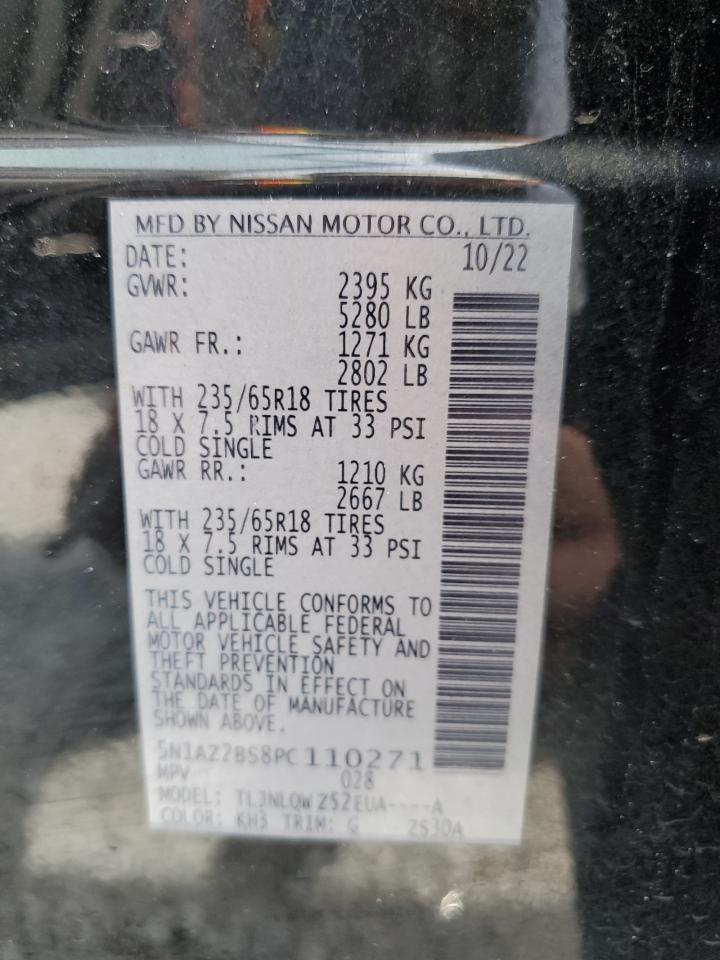 MFD BY NISSAN MOTOR CO., LTD.
DATE: 10/22
GVWR: 2395 KG
5280 LB
GAWR FR.: 1271 KG
2802 LB
WITH 235/65R18 TIRES
18 X 7.5 RIMS AT 33 PSI
COLD SINGLE
GAWR RR.: 1210 KG
2667 LB
WITH 235/65R18 TIRES
18 X 7.5 RIMS AT 33 PSI
COLD SINGLE
THIS VEHICLE CONFORMS TO
ALL APPLICABLE FEDERAL
MOTOR VEHICLE SAFETY AND
THEFT PREVENTION
STANDARDS IN EFFECT ON
THE DATE OF MANUFACTURE
SHOWN ABOVE.
5N1AZ2BS8PC110271
MPV 028
MODEL: TLJNLQW Z52EUA----A
COLOR: KH3 TRIM: G ZS30A